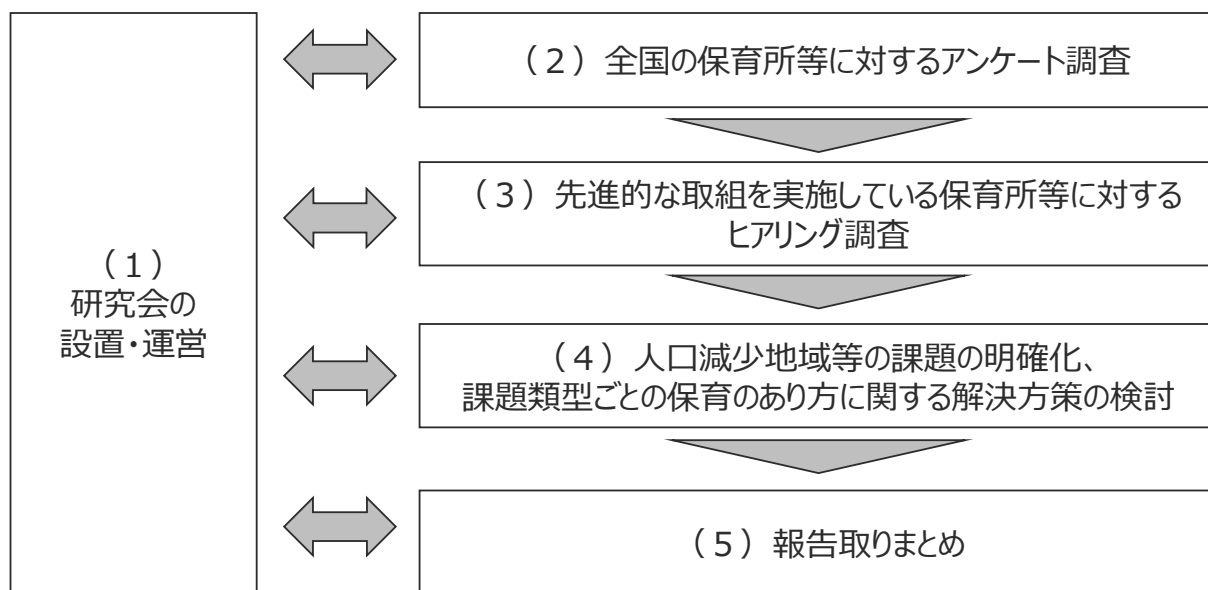 （１）
研究会の
設置・運営
（２）全国の保育所等に対するアンケート調査
（３）先進的な取組を実施している保育所等に対する
ヒアリング調査
（４）人口減少地域等の課題の明確化、
課題類型ごとの保育のあり方に関する解決方策の検討
（５）報告取りまとめ